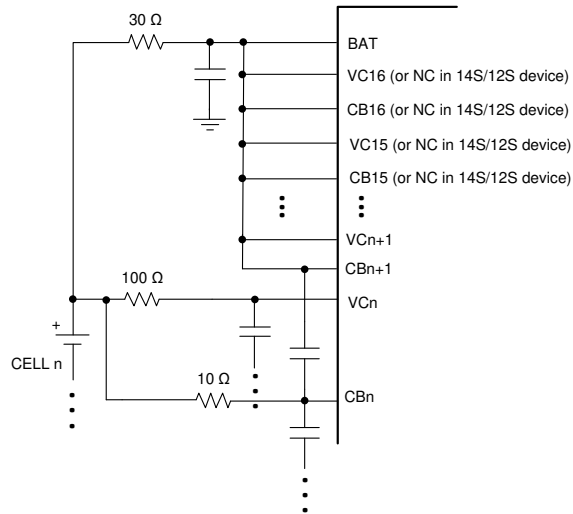 30 Ω
BAT
VC16 (or NC in 14S/12S device)
CB16 (or NC in 14S/12S device)
VC15 (or NC in 14S/12S device)
CB15 (or NC in 14S/12S device)
VCn+1
CBn+1
100 Ω
VCn
+
CELL n
10 Ω
CBn